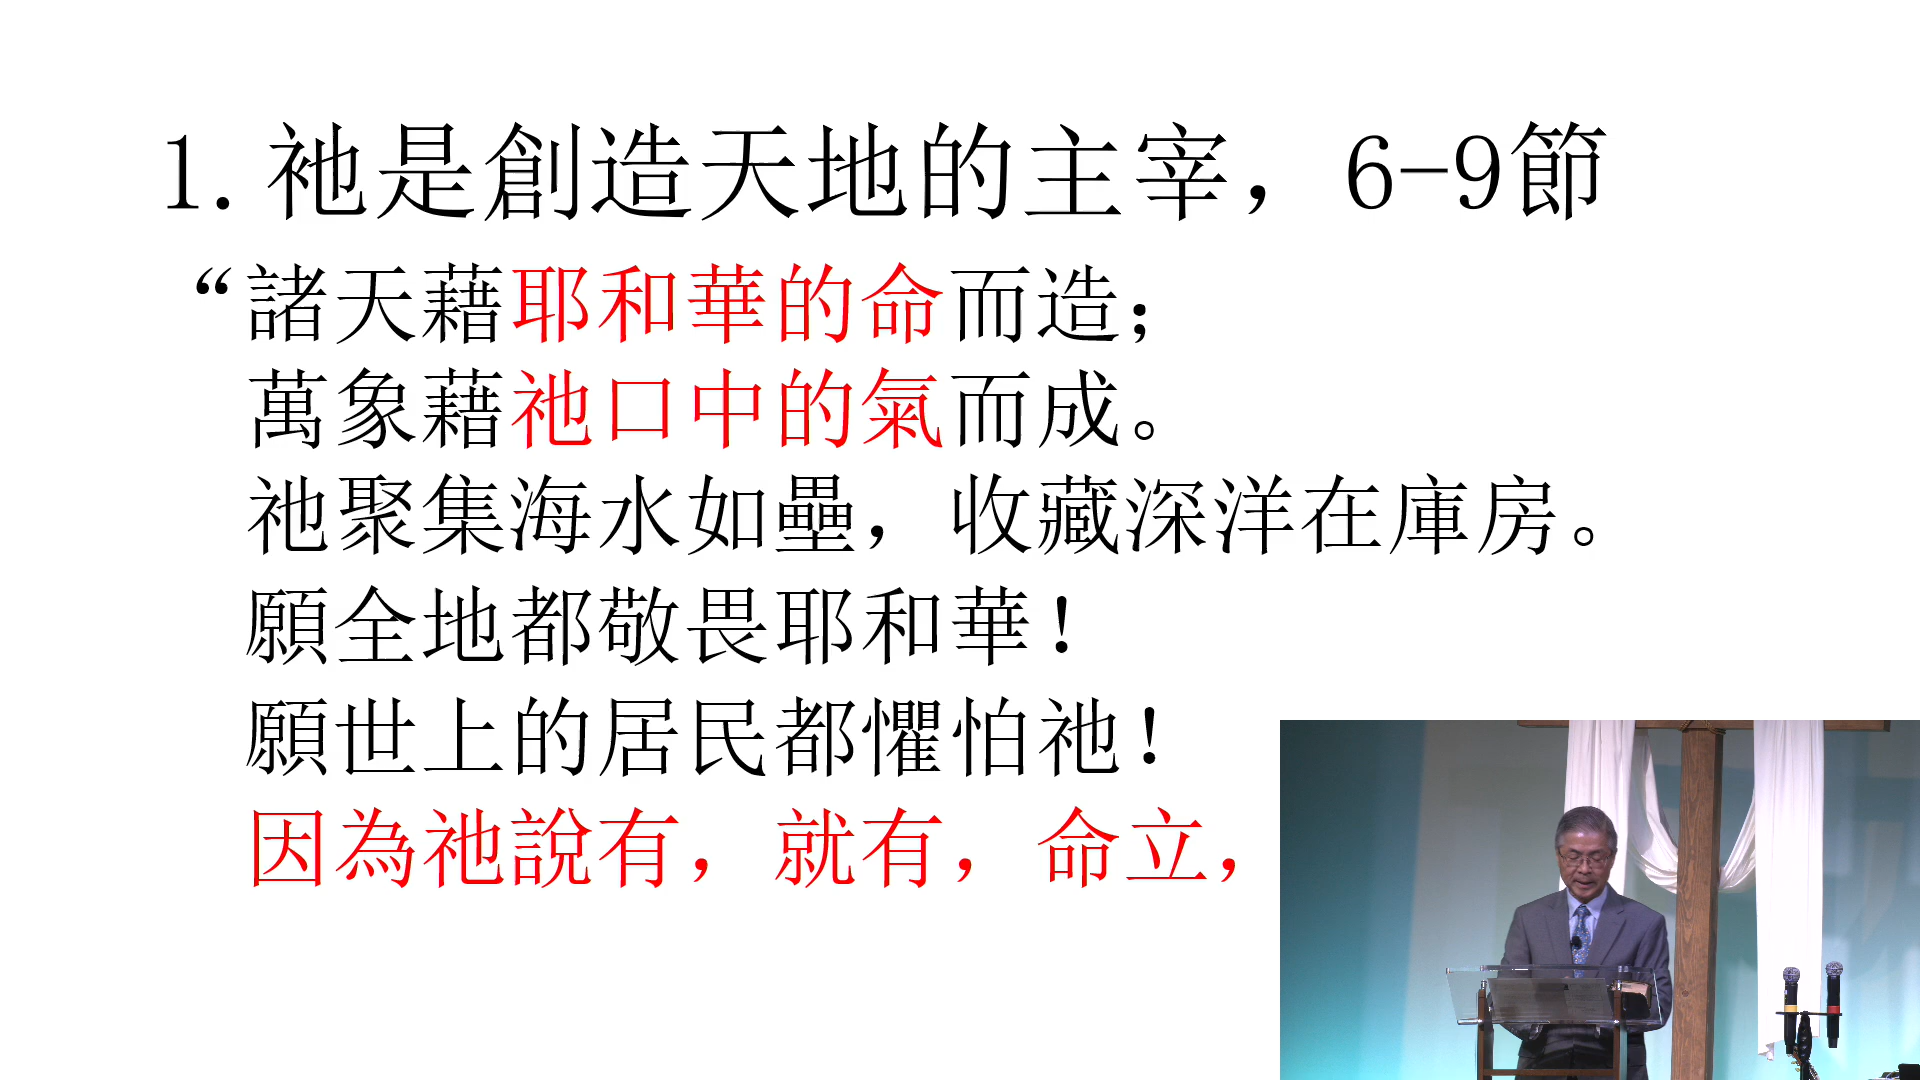 1.祂是創造天地的主宰，6-9節
“諸天藉耶和華的命而造；
萬象藉祂口中的氣而成。
祂聚集海水如壘，收藏深洋在庫房。
願全地都敬畏耶和華！
願世上的居民都懼怕祂！
因為祂說有，就有，命立，